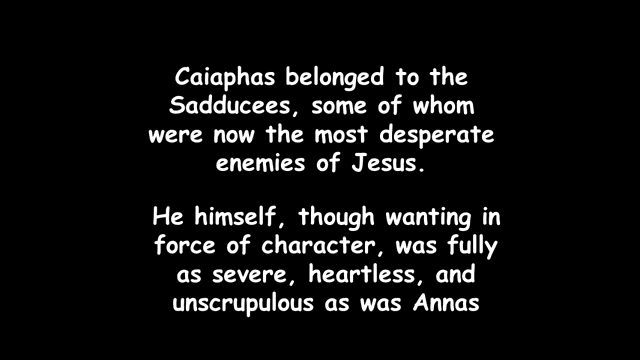 Caiaphas belonged to the
Sadducees, some of whom
were now the most desperate
enemies of Jesus.
He himself, though wanting in
force of character, was fully
as severe, heartless, and
unscrupulous as was Annas